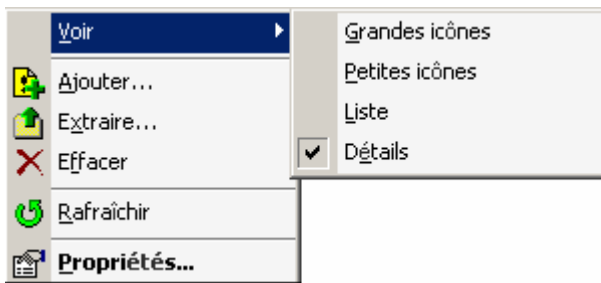 Voir
Ajouter...
Extraire...
Effacer
Rafraîchir
Propriétés...
Grandes icônes
Petites icônes
Liste
Détails